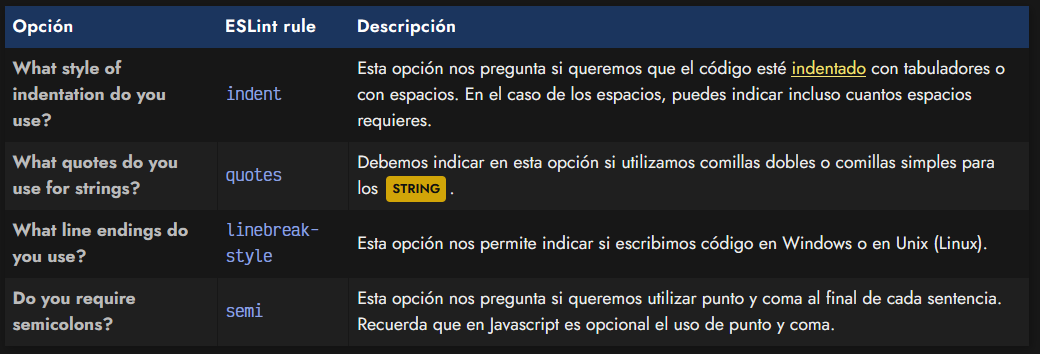 Opción ESLint rule Descripción
What style of
indentation do you
use?
indent
Esta opción nos pregunta si queremos que el código esté indentado con tabuladores o
con espacios. En el caso de los espacios, puedes indicar incluso cuantos espacios
requieres.
What quotes do you
use for strings?
quotes
Debemos indicar en esta opción si utilizamos comillas dobles o comillas simples para
los STRING .
What line endings do
you use?
linebreak-
style
Esta opción nos permite indicar si escribimos código en Windows o en Unix (Linux).
Do you require
semicolons?
semi
Esta opción nos pregunta si queremos utilizar punto y coma al final de cada sentencia.
Recuerda que en Javascript es opcional el uso de punto y coma.